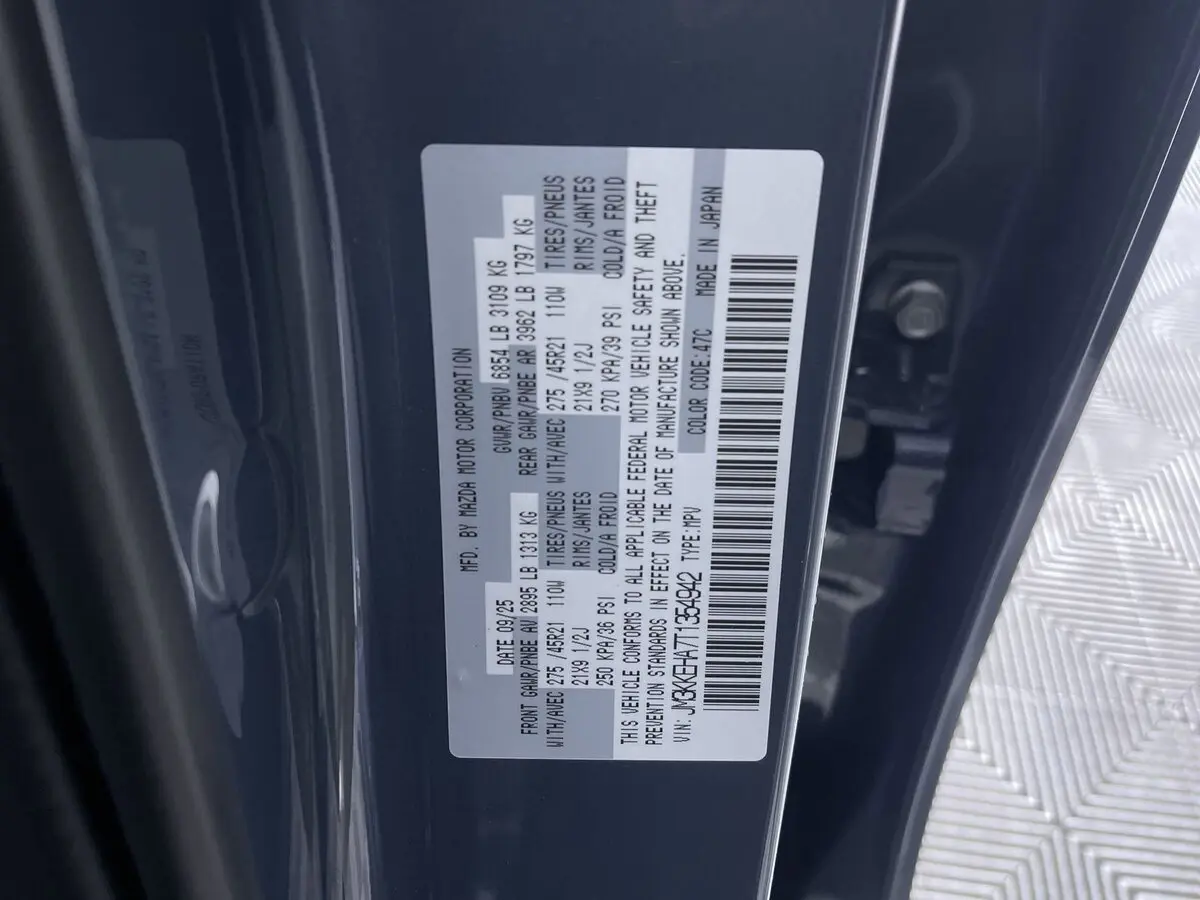 MFD. BY MAZDA MOTOR CORPORATION
DATE 09/25 GVWR/PNBV 6854 LB 3109 KG
FRONT GAWR/PNBE AV 2895 LB 1313 KG REAR GAWR/PNBE AR 3962 LB 1797 KG
WITH/AVEC 275 /45R21 110W TIRES/PNEUS WITH/AVEC 275 /45R21 110W TIRES/PNEUS
21X9 1/2J RIMS/JANTES 21X9 1/2J RIMS/JANTES
250 KPA/36 PSI COLD/A FROID 270 KPA/39 PSI COLD/A FROID
THIS VEHICLE CONFORMS TO ALL APPLICABLE FEDERAL MOTOR VEHICLE SAFETY AND THEFT
PREVENTION STANDARDS IN EFFECT ON THE DATE OF MANUFACTURE SHOWN ABOVE.
VIN: JM3KKEHA7T1354942 TYPE:MPV COLOR CODE:47C MADE IN JAPAN